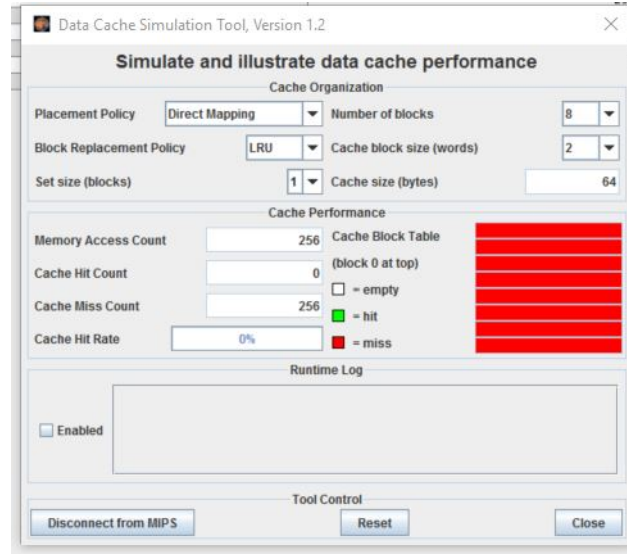 Data Cache Simulation Tool, Version 1.2
Simulate and illustrate data cache performance
Cache Organization
Placement Policy Direct Mapping Number of blocks 8
Block Replacement Policy LRU Cache block size (words) 2
Set size (blocks) 1 Cache size (bytes) 64
Cache Performance
Memory Access Count 256 Cache Block Table
(block 0 at top)
Cache Hit Count 0
= empty
Cache Miss Count 256
= hit
Cache Hit Rate 0%
= miss
Runtime Log
Enabled
Tool Control
Disconnect from MIPS Reset Close